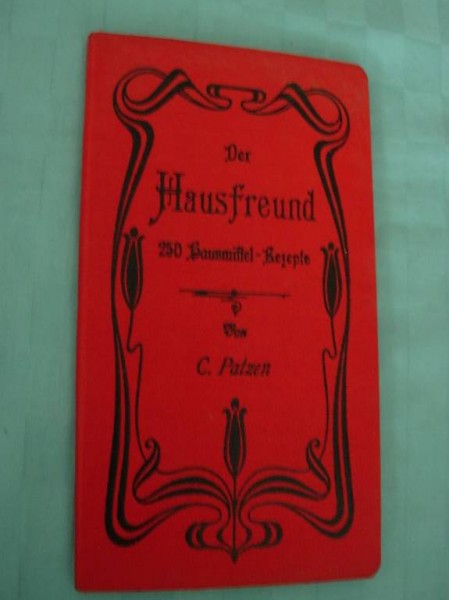 Der
Hausfreund
250 Hausmittel-Rezepte
Von
C. Patzen